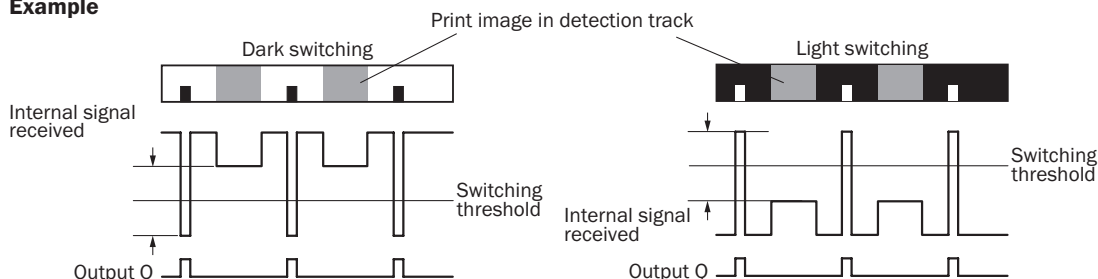 Example
Print image in detection track
Dark switching
Light switching
Internal signal
received
Switching
threshold
Output Q
Switching
threshold
Internal signal
received
Output Q